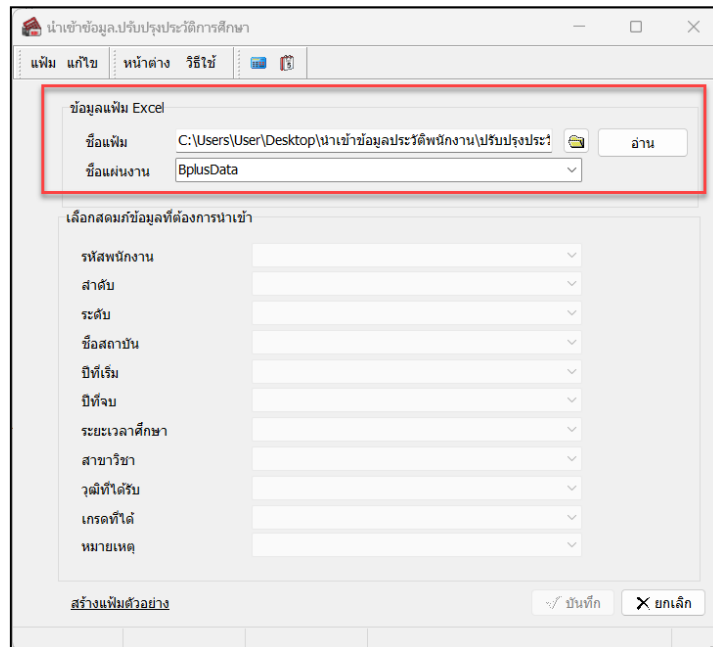 นำเข้าข้อมูล.ปรับปรุงประวัติการศึกษา
แฟ้ม แก้ไข หน้าต่าง วิธีใช้
ข้อมูลแฟ้ม Excel
ชื่อแฟ้ม C:\Users\User\Desktop\นำเข้าข้อมูลประวัติพนักงาน\ปรับปรุงประวั อ่าน
ชื่อแผ่นงาน BplusData
เลือกสดมภ์ข้อมูลที่ต้องการนำเข้า
รหัสพนักงาน
ลำดับ
ระดับ
ชื่อสถาบัน
ปีที่เริ่ม
ปีที่จบ
ระยะเวลาศึกษา
สาขาวิชา
วุฒิที่ได้รับ
เกรดที่ได้
หมายเหตุ
สร้างแฟ้มตัวอย่าง บันทึก ยกเลิก